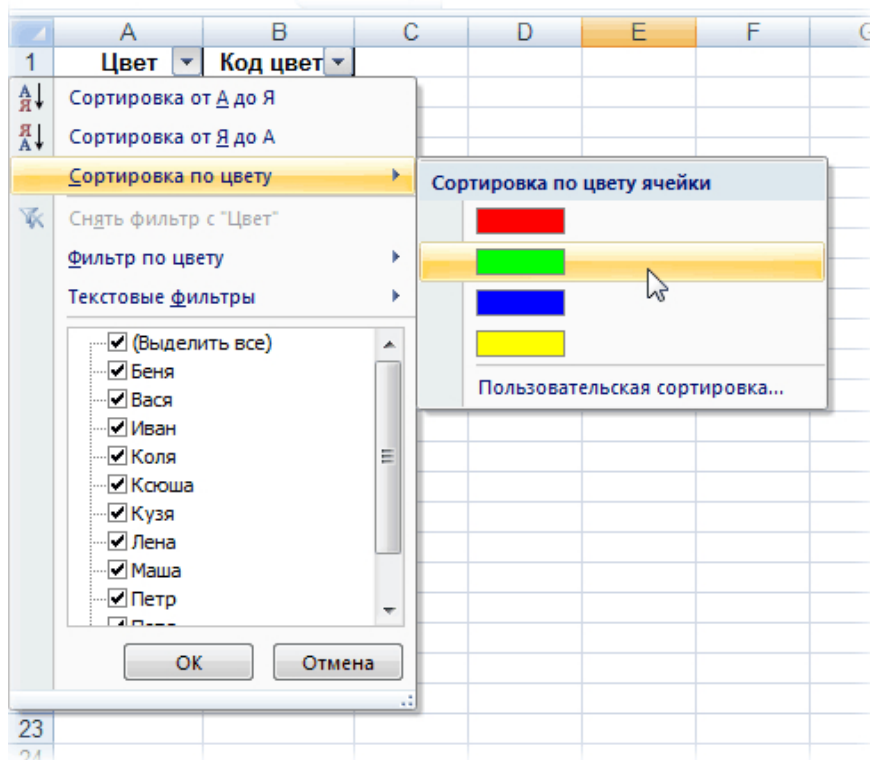 A B C D E F G
1 Цвет Код цвет
Сортировка от А до Я
Сортировка от Я до А
Сортировка по цвету
Снять фильтр с "Цвет"
Фильтр по цвету
Текстовые фильтры
(Выделить все)
Беня
Вася
Иван
Коля
Ксюша
Кузя
Лена
Маша
Петр
ОК Отмена
Сортировка по цвету ячейки
Пользовательская сортировка...
23
24